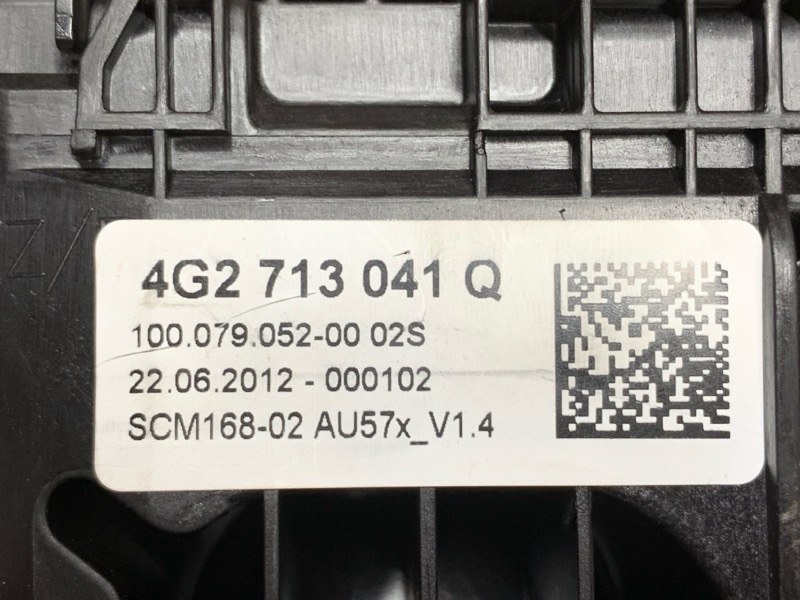 4G2 713 041 Q
100.079.052-00 02S
22.06.2012 - 000102
SCM168-02 AU57x_V1.4